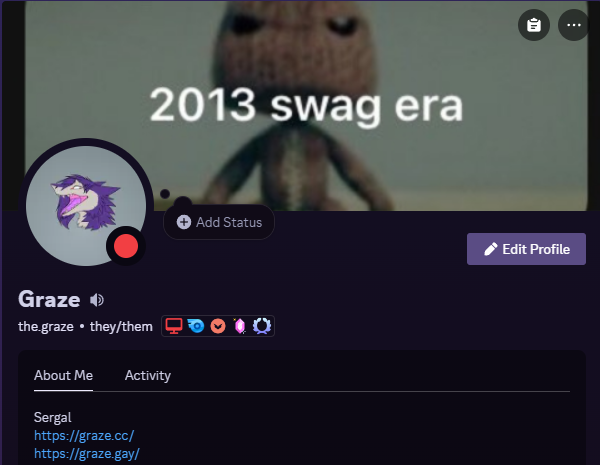 2013 swag era
Add Status
Edit Profile
Graze
the.graze • they/them
About Me Activity
Sergal
https://graze.cc/
https://graze.gay/